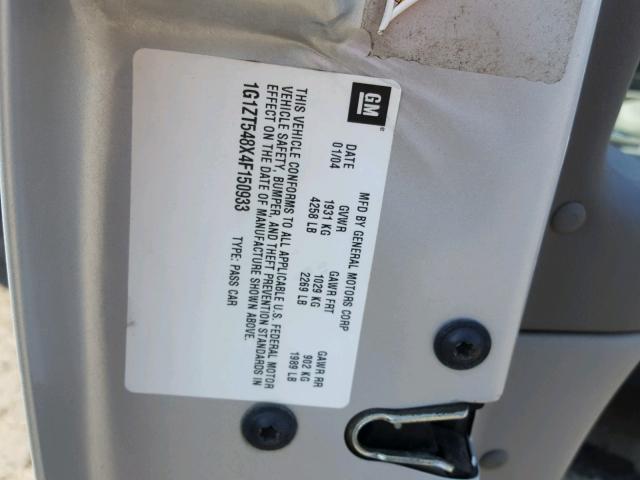 GM
MFD BY GENERAL MOTORS CORP
DATE GVWR GAWR FRT GAWR RR
01/04 1931 KG 1029 KG 902 KG
4258 LB 2269 LB 1989 LB
THIS VEHICLE CONFORMS TO ALL APPLICABLE U.S. FEDERAL MOTOR
VEHICLE SAFETY, BUMPER, AND THEFT PREVENTION STANDARDS IN
EFFECT ON THE DATE OF MANUFACTURE SHOWN ABOVE.
1G1ZT548X4F150933 TYPE: PASS CAR